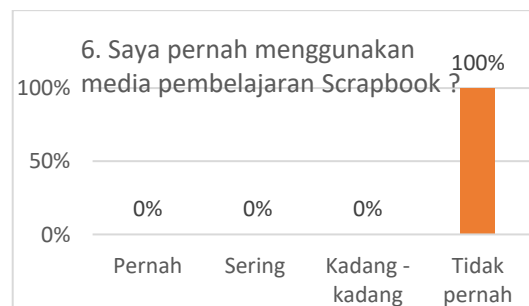 6. Saya pernah menggunakan
media pembelajaran Scrapbook ?
100%
100%
50%
0%
0%
0%
0%
Pernah
Sering
Kadang -
kadang
Tidak
pernah